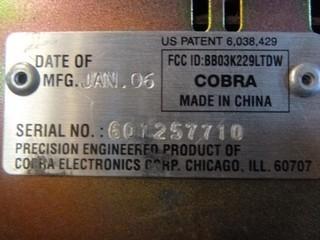 US PATENT 6,038,429
DATE OF
MFG. JAN. 06
FCC ID: BB03K229LTDW
COBRA
MADE IN CHINA
SERIAL NO.: 601257710
PRECISION ENGINEERED PRODUCT OF
COBRA ELECTRONICS CORP. CHICAGO, ILL. 60707